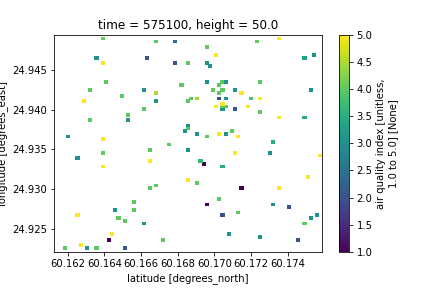 time = 575100, height = 50.0
24.945
24.940
24.935
24.930
24.925
longitude [degrees_east]
60.162 60.164 60.166 60.168 60.170 60.172 60.174
latitude [degrees_north]
5.0
4.5
4.0
3.5
3.0
2.5
2.0
1.5
1.0
air quality index [unitless,
1.0 to 5.0] [None]